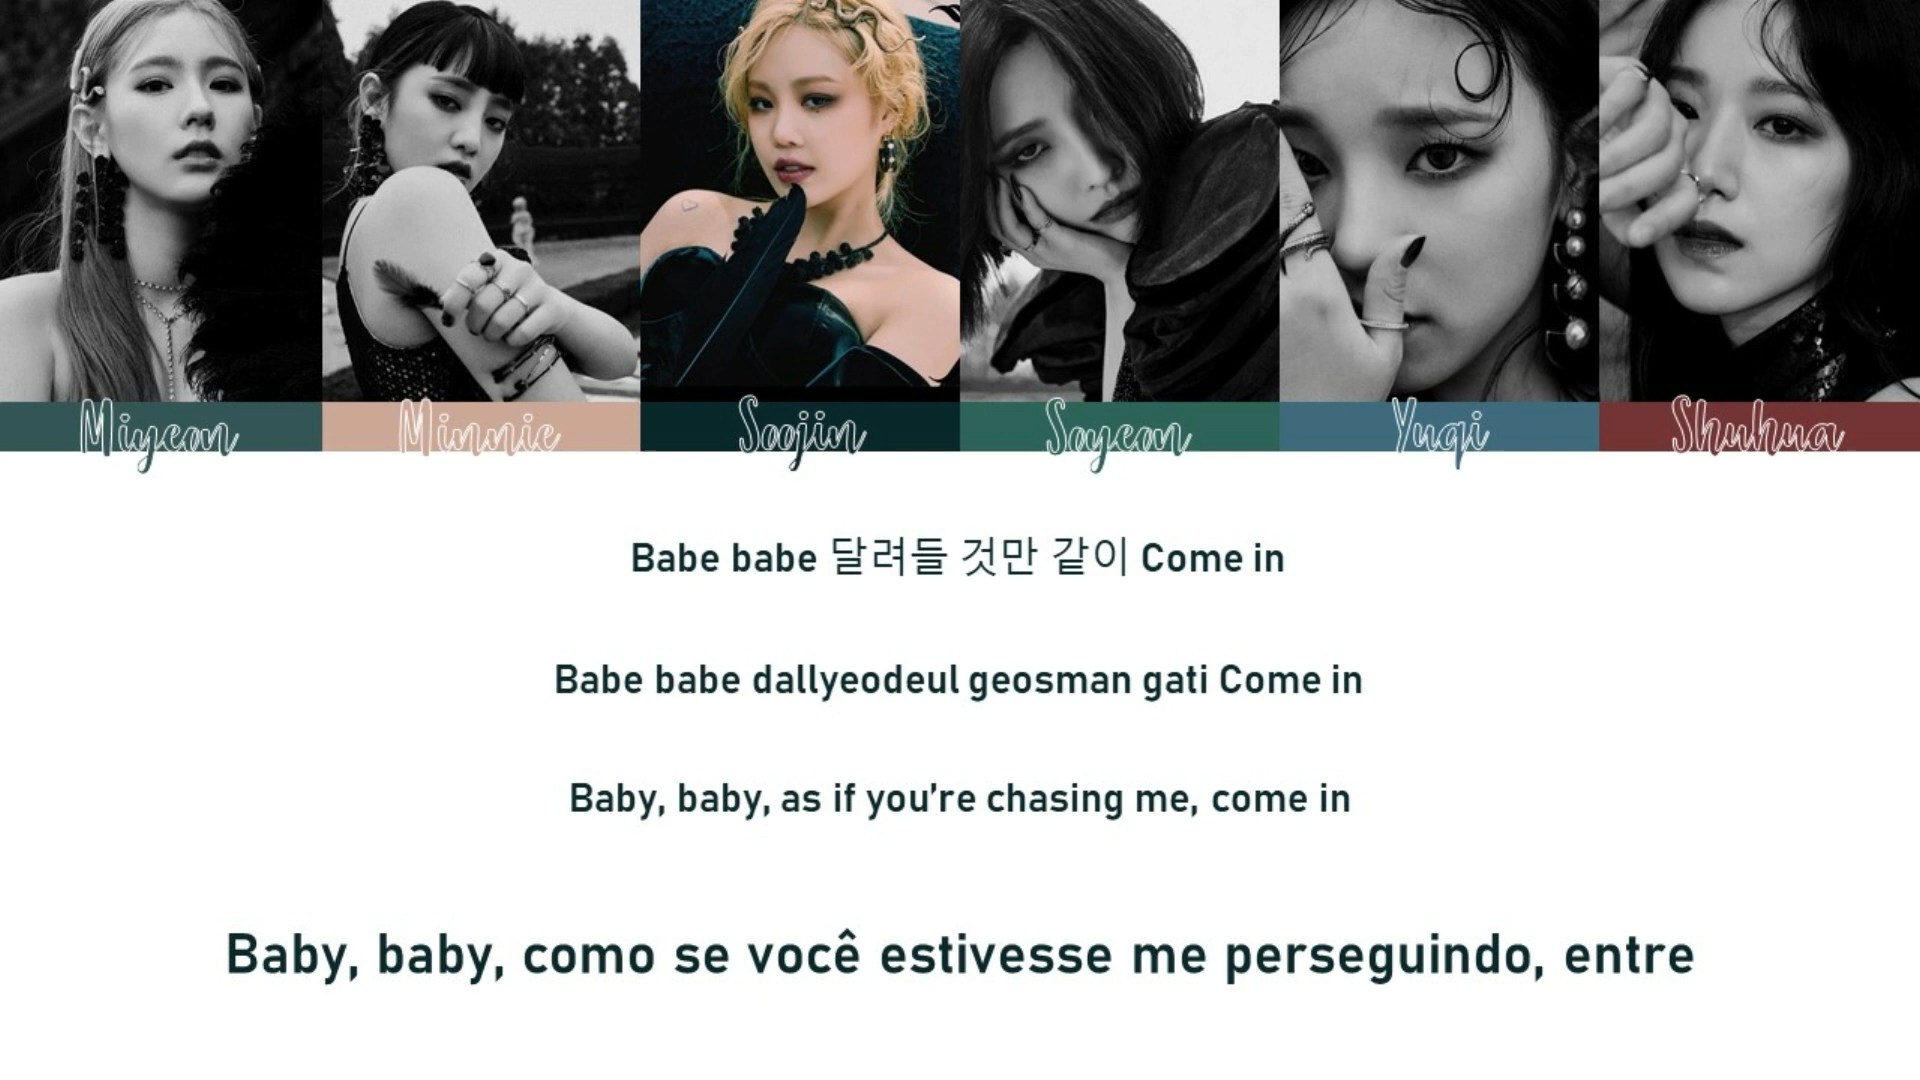 Miyeon Minnie Soojin Soyeon Yuqi Shuhua
Babe babe 달려들 것만 같이 Come in
Babe babe dallyeodeul geosman gati Come in
Baby, baby, as if you're chasing me, come in
Baby, baby, como se você estivesse me perseguindo, entre